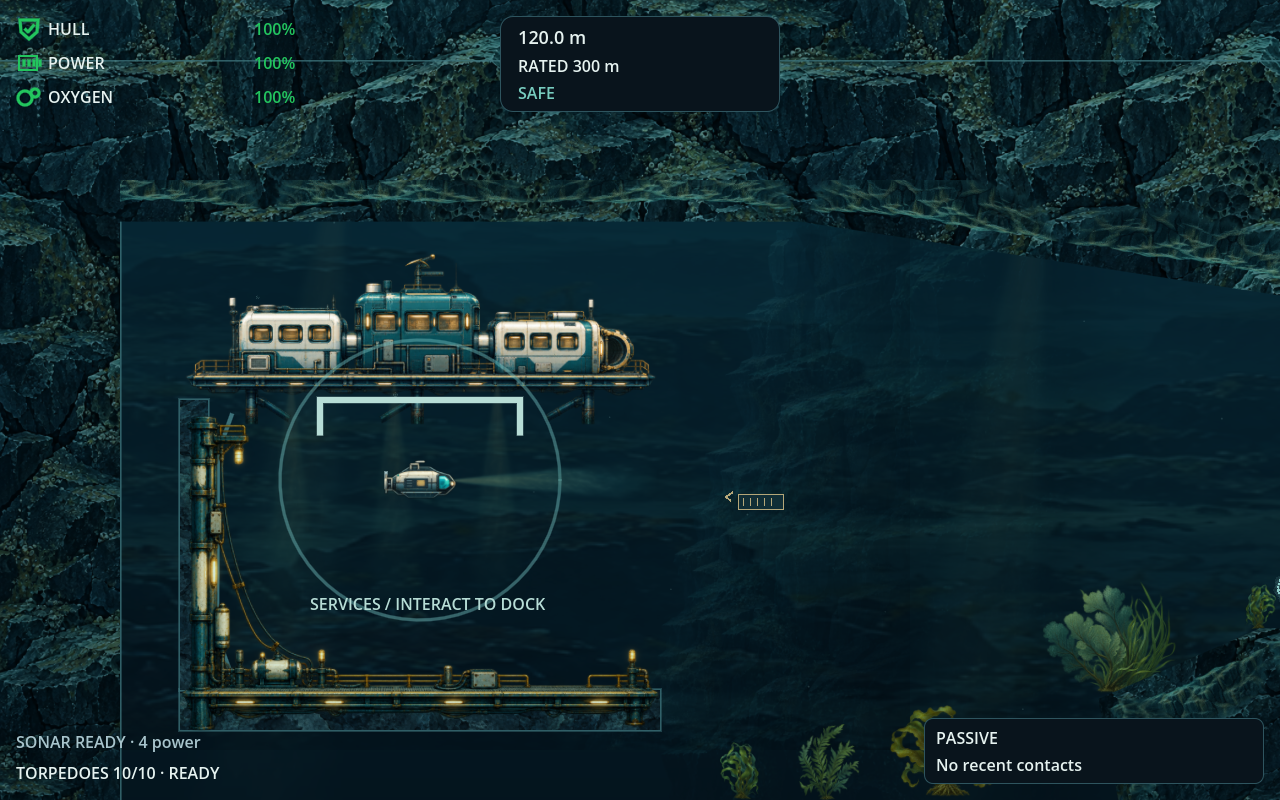 HULL 100%
POWER 100%
OXYGEN 100%
120.0 m
RATED 300 m
SAFE
SERVICES / INTERACT TO DOCK
SONAR READY · 4 power
TORPEDOES 10/10 · READY
PASSIVE
No recent contacts